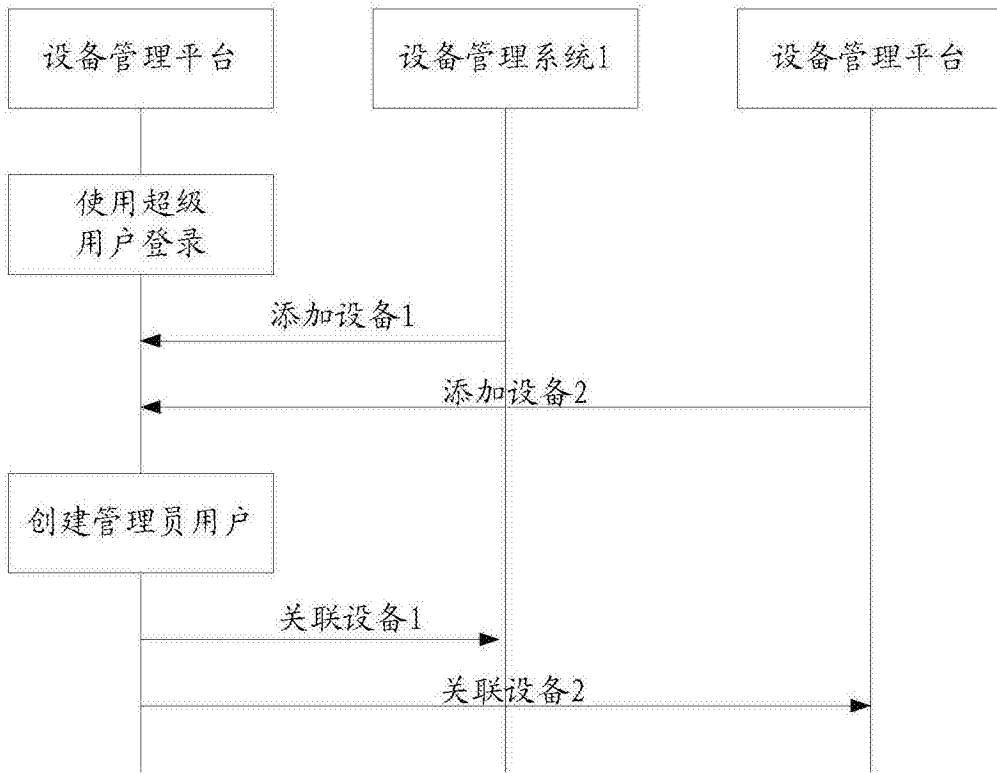 设备管理平台
设备管理系统1
设备管理平台
使用超级
用户登录
添加设备1
添加设备2
创建管理员用户
关联设备1
关联设备2